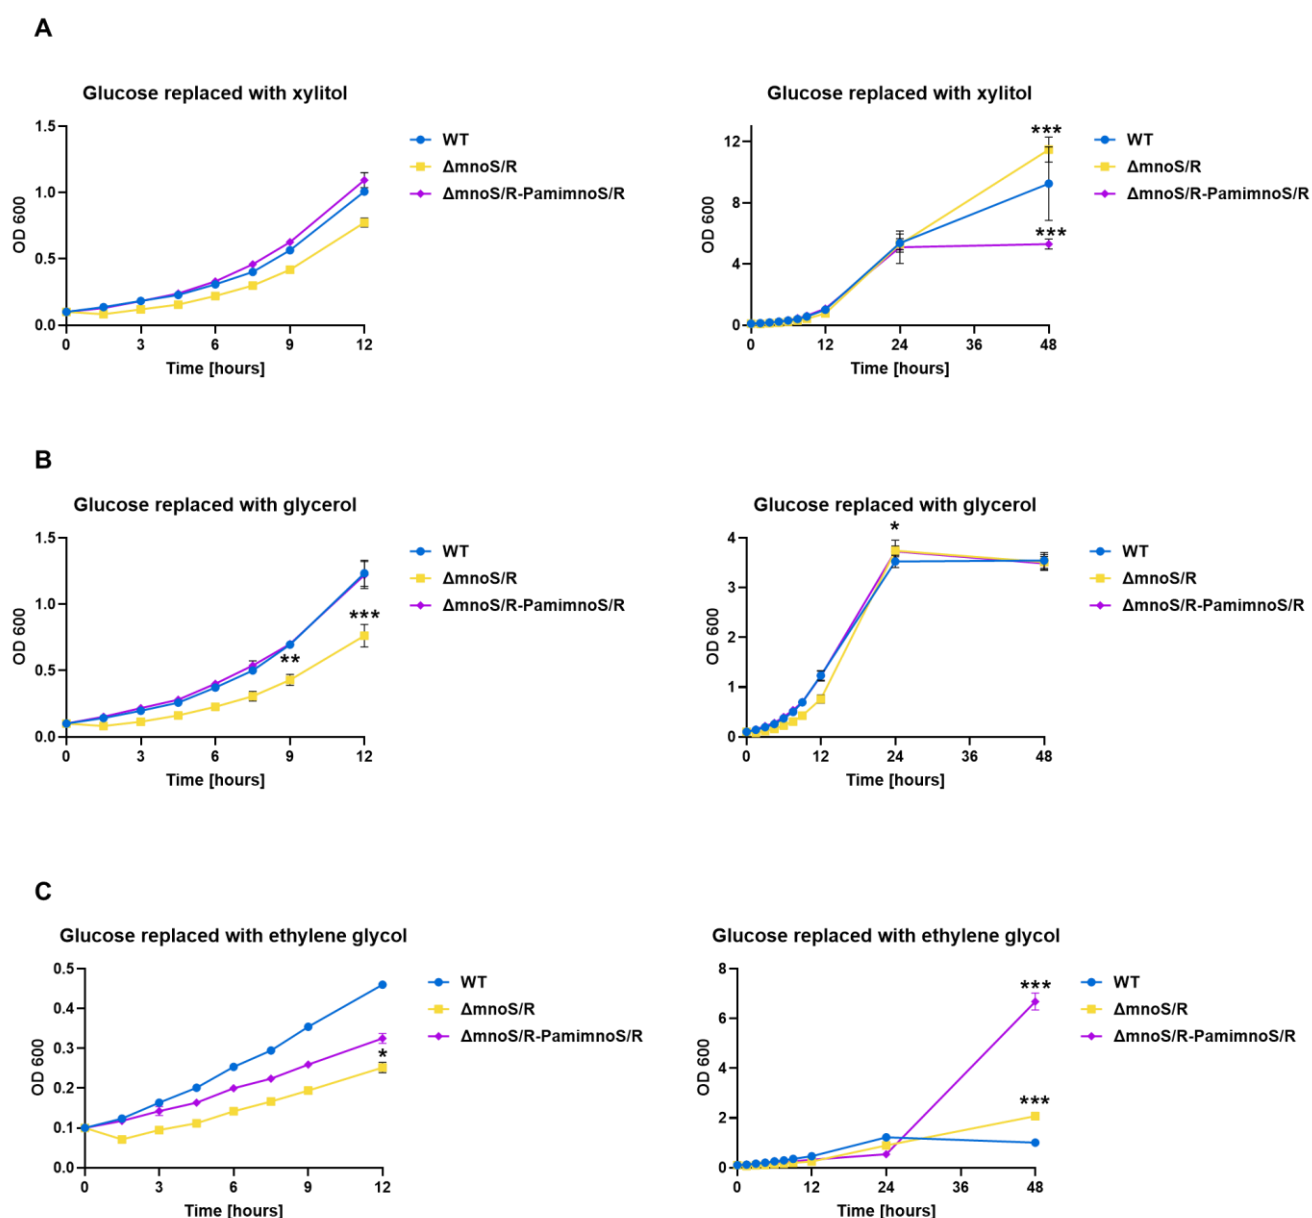 A
Glucose replaced with xylitol
1.5
1.0
0.5
0.0
OD 600
0 3 6 9 12
Time [hours]
WT
ΔmnoS/R
ΔmnoS/R-PamimnoS/R
Glucose replaced with xylitol
12
8
4
0
OD 600
0 12 24 36 48
Time [hours]
***
***
WT
ΔmnoS/R
ΔmnoS/R-PamimnoS/R
B
Glucose replaced with glycerol
1.5
1.0
0.5
0.0
OD 600
0 3 6 9 12
Time [hours]
**
***
WT
ΔmnoS/R
ΔmnoS/R-PamimnoS/R
Glucose replaced with glycerol
4
3
2
1
0
OD 600
0 12 24 36 48
Time [hours]
*
WT
ΔmnoS/R
ΔmnoS/R-PamimnoS/R
C
Glucose replaced with ethylene glycol
0.5
0.4
0.3
0.2
0.1
0.0
OD 600
0 3 6 9 12
Time [hours]
*
WT
ΔmnoS/R
ΔmnoS/R-PamimnoS/R
Glucose replaced with ethylene glycol
8
6
4
2
0
OD 600
0 12 24 36 48
Time [hours]
***
***
WT
ΔmnoS/R
ΔmnoS/R-PamimnoS/R